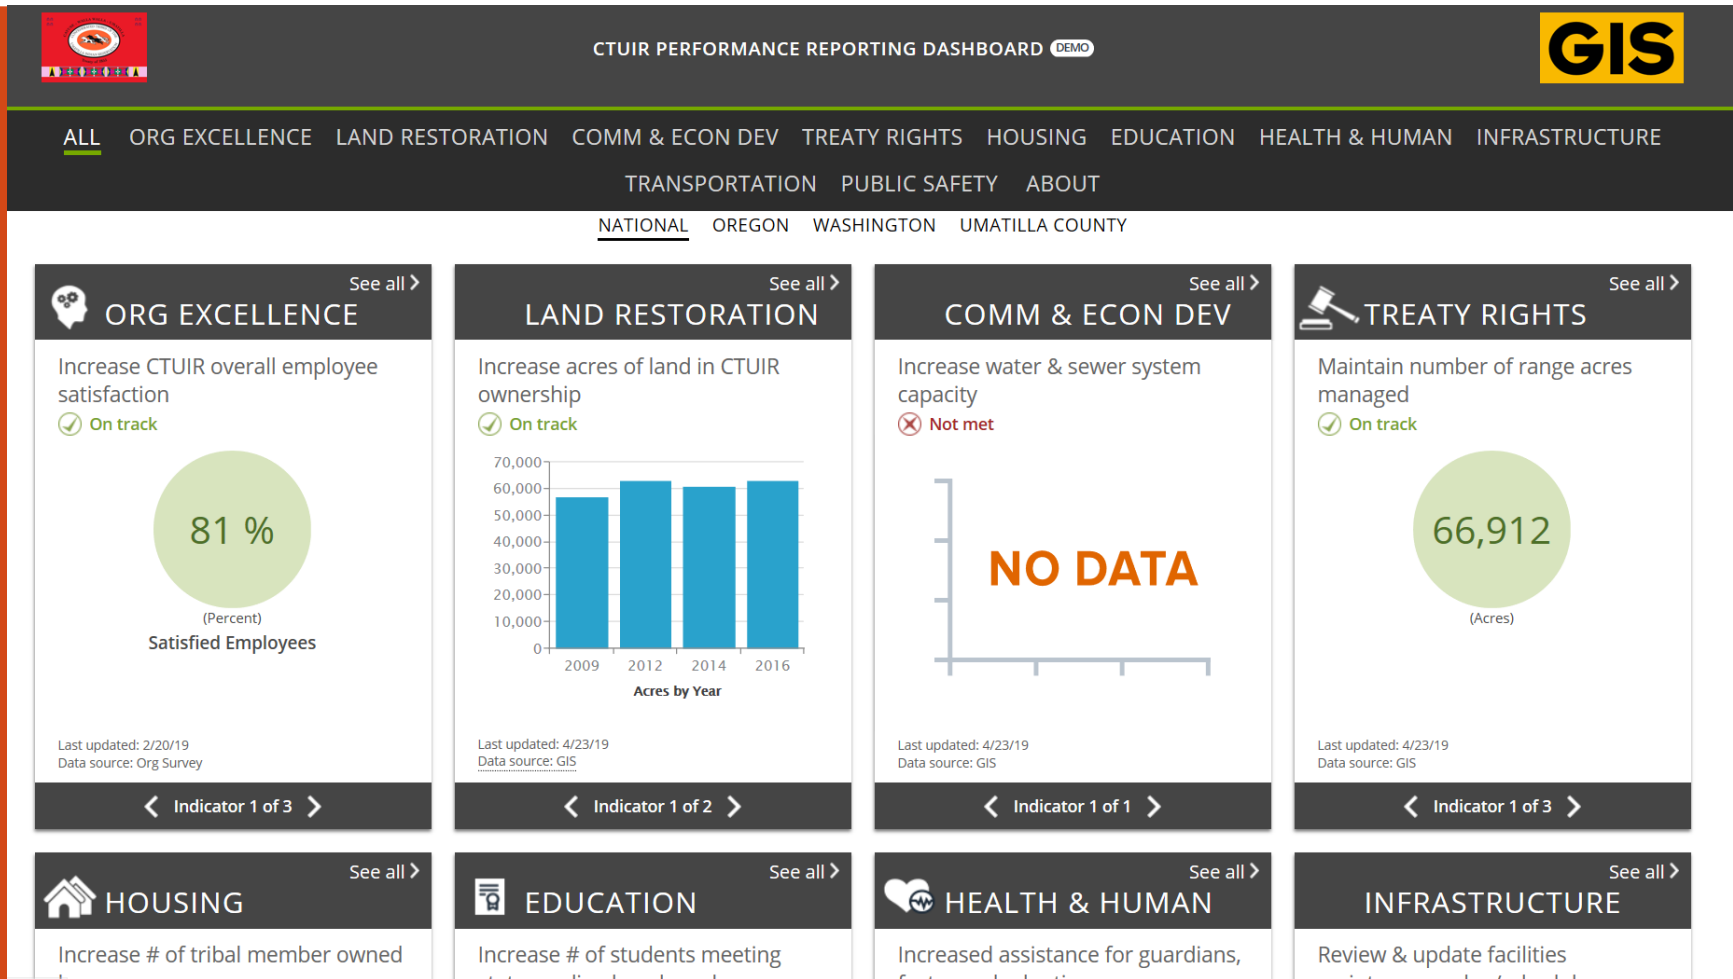 CTUIR PERFORMANCE REPORTING DASHBOARD DEMO
GIS
ALL ORG EXCELLENCE LAND RESTORATION COMM & ECON DEV TREATY RIGHTS HOUSING EDUCATION HEALTH & HUMAN INFRASTRUCTURE
TRANSPORTATION PUBLIC SAFETY ABOUT
NATIONAL OREGON WASHINGTON UMATILLA COUNTY
See all
ORG EXCELLENCE
Increase CTUIR overall employee
satisfaction
On track
81 %
(Percent)
Satisfied Employees
Last updated: 2/20/19
Data source: Org Survey
Indicator 1 of 3
See all
LAND RESTORATION
Increase acres of land in CTUIR
ownership
On track
70,000
60,000
50,000
40,000
30,000
20,000
10,000
0
2009 2012 2014 2016
Acres by Year
Last updated: 4/23/19
Data source: GIS
Indicator 1 of 2
See all
COMM & ECON DEV
Increase water & sewer system
capacity
Not met
NO DATA
Last updated: 4/23/19
Data source: GIS
Indicator 1 of 1
See all
TREATY RIGHTS
Maintain number of range acres
managed
On track
66,912
(Acres)
Last updated: 4/23/19
Data source: GIS
Indicator 1 of 3
See all
HOUSING
Increase # of tribal member owned
See all
EDUCATION
Increase # of students meeting
See all
HEALTH & HUMAN
Increased assistance for guardians,
See all
INFRASTRUCTURE
Review & update facilities